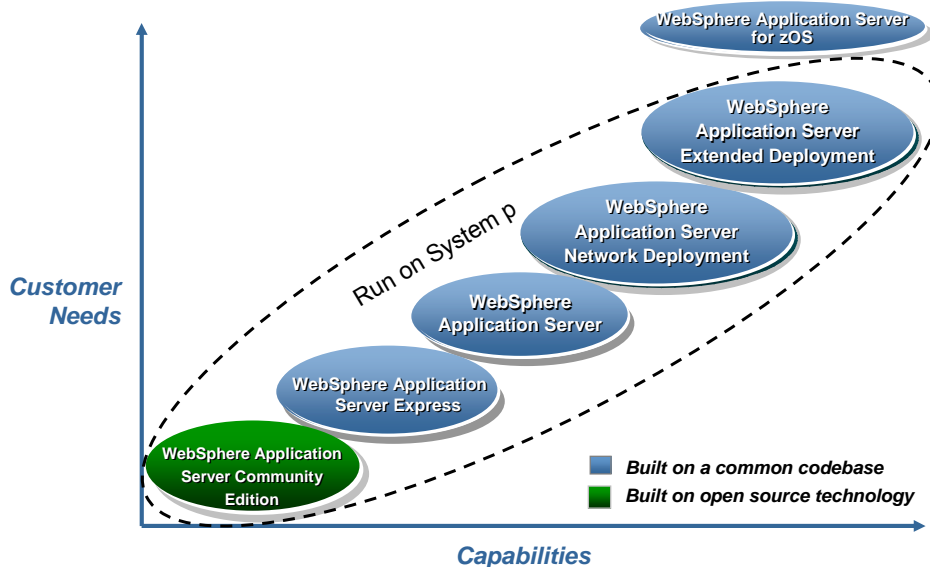 WebSphere Application Server
for zOS
WebSphere
Application Server
Extended Deployment
Run on System p
WebSphere
Application Server
Network Deployment
Customer
Needs
WebSphere
Application Server
WebSphere Application
Server Express
WebSphere Application
Server Community
Edition
Built on a common codebase
Built on open source technology
Capabilities